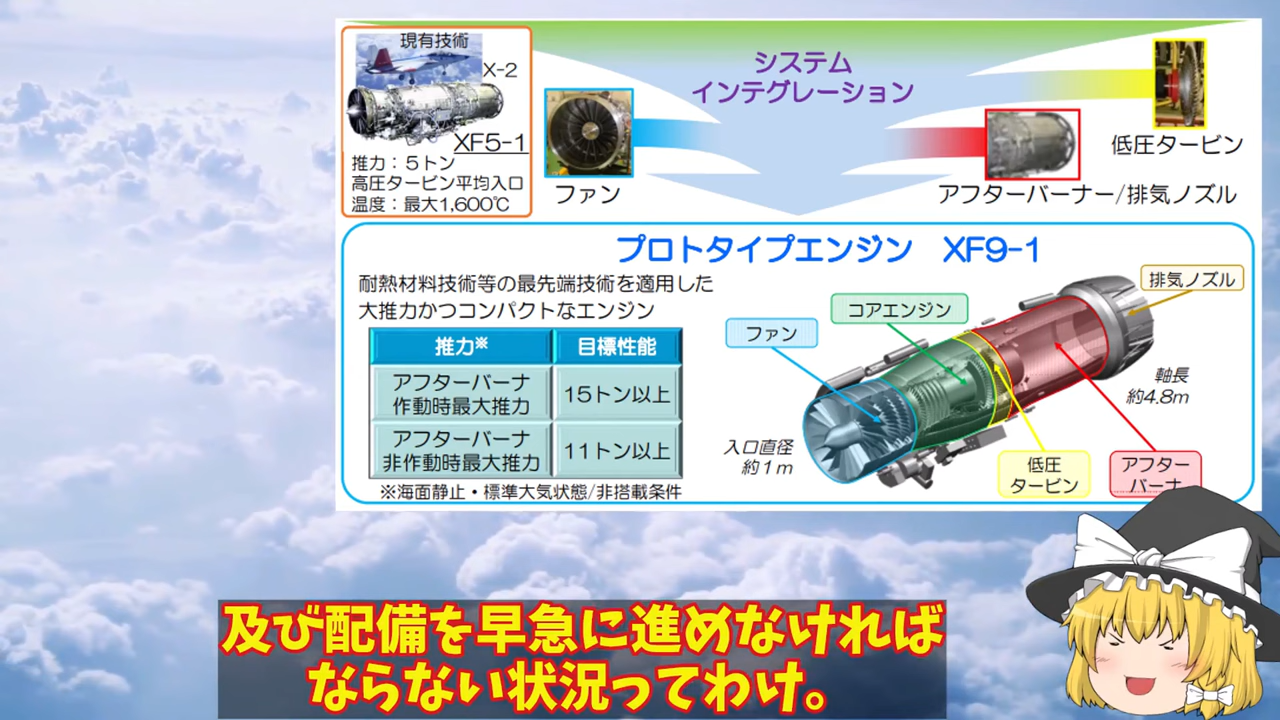 現有技術
X-2
XF5-1
推力：５トン
高圧タービン平均入口
温度：最大1,600℃
システム
インテグレーション
ファン
低圧タービン
アフターバーナー/排気ノズル
プロトタイプエンジン　XF9-1
耐熱材料技術等の最先端技術を適用した
大推力かつコンパクトなエンジン
推力※
目標性能
アフターバーナ
作動時最大推力
15トン以上
アフターバーナ
非作動時最大推力
11トン以上
※海面静止・標準大気状態/非搭載条件
ファン
コアエンジン
排気ノズル
軸長
約4.8m
入口直径
約１ｍ
低圧
タービン
アフター
バーナ
及び配備を早急に進めなければ
ならない状況ってわけ。